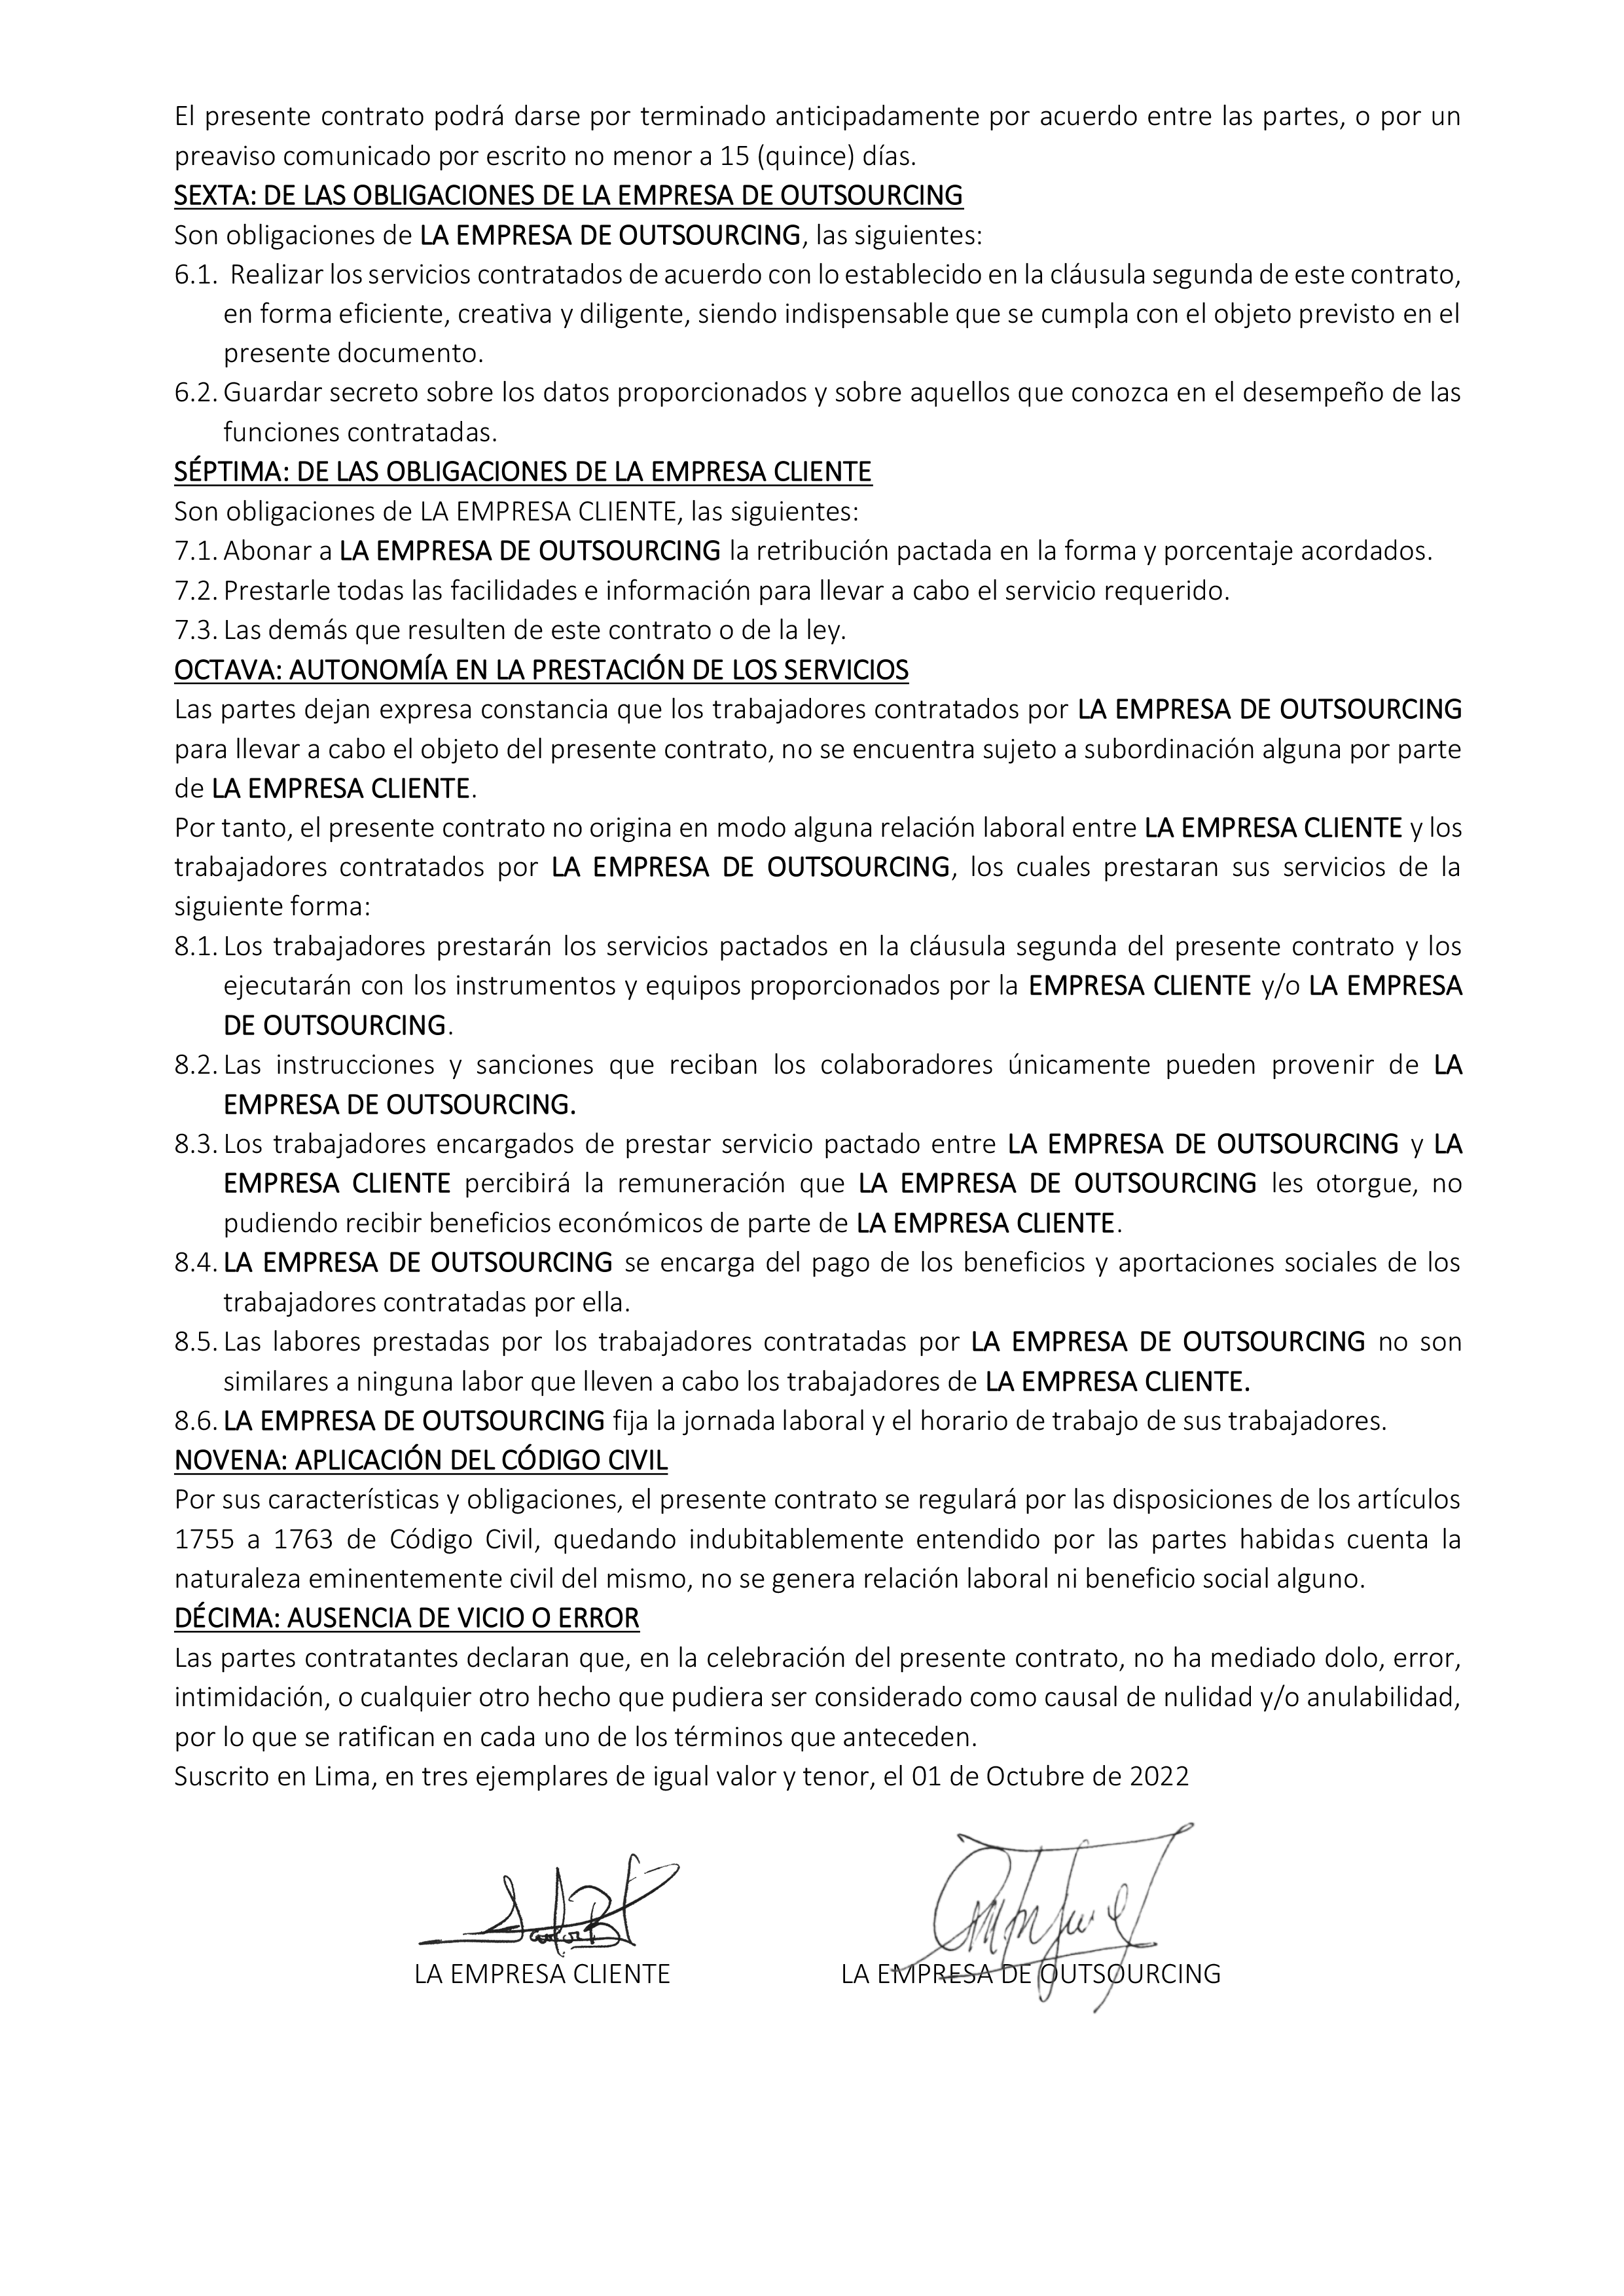 El presente contrato podrá darse por terminado anticipadamente por acuerdo entre las partes, o por un
preaviso comunicado por escrito no menor a 15 (quince) días.
SEXTA: DE LAS OBLIGACIONES DE LA EMPRESA DE OUTSOURCING
Son obligaciones de LA EMPRESA DE OUTSOURCING, las siguientes:
6.1. Realizar los servicios contratados de acuerdo con lo establecido en la cláusula segunda de este contrato,
en forma eficiente, creativa y diligente, siendo indispensable que se cumpla con el objeto previsto en el
presente documento.
6.2. Guardar secreto sobre los datos proporcionados y sobre aquellos que conozca en el desempeño de las
funciones contratadas.
SÉPTIMA: DE LAS OBLIGACIONES DE LA EMPRESA CLIENTE
Son obligaciones de LA EMPRESA CLIENTE, las siguientes:
7.1. Abonar a LA EMPRESA DE OUTSOURCING la retribución pactada en la forma y porcentaje acordados.
7.2. Prestarle todas las facilidades e información para llevar a cabo el servicio requerido.
7.3. Las demás que resulten de este contrato o de la ley.
OCTAVA: AUTONOMÍA EN LA PRESTACIÓN DE LOS SERVICIOS
Las partes dejan expresa constancia que los trabajadores contratados por LA EMPRESA DE OUTSOURCING
para llevar a cabo el objeto del presente contrato, no se encuentra sujeto a subordinación alguna por parte
de LA EMPRESA CLIENTE.
Por tanto, el presente contrato no origina en modo alguna relación laboral entre LA EMPRESA CLIENTE y los
trabajadores contratados por LA EMPRESA DE OUTSOURCING, los cuales prestaran sus servicios de la
siguiente forma:
8.1. Los trabajadores prestarán los servicios pactados en la cláusula segunda del presente contrato y los
ejecutarán con los instrumentos y equipos proporcionados por la EMPRESA CLIENTE y/o LA EMPRESA
DE OUTSOURCING.
8.2. Las instrucciones y sanciones que reciban los colaboradores únicamente pueden provenir de LA
EMPRESA DE OUTSOURCING.
8.3. Los trabajadores encargados de prestar servicio pactado entre LA EMPRESA DE OUTSOURCING y LA
EMPRESA CLIENTE percibirá la remuneración que LA EMPRESA DE OUTSOURCING les otorgue, no
pudiendo recibir beneficios económicos de parte de LA EMPRESA CLIENTE.
8.4. LA EMPRESA DE OUTSOURCING se encarga del pago de los beneficios y aportaciones sociales de los
trabajadores contratadas por ella.
8.5. Las labores prestadas por los trabajadores contratadas por LA EMPRESA DE OUTSOURCING no son
similares a ninguna labor que lleven a cabo los trabajadores de LA EMPRESA CLIENTE.
8.6. LA EMPRESA DE OUTSOURCING fija la jornada laboral y el horario de trabajo de sus trabajadores.
NOVENA: APLICACIÓN DEL CÓDIGO CIVIL
Por sus características y obligaciones, el presente contrato se regulará por las disposiciones de los artículos
1755 a 1763 de Código Civil, quedando indubitablemente entendido por las partes habidas cuenta la
naturaleza eminentemente civil del mismo, no se genera relación laboral ni beneficio social alguno.
DÉCIMA: AUSENCIA DE VICIO O ERROR
Las partes contratantes declaran que, en la celebración del presente contrato, no ha mediado dolo, error,
intimidación, o cualquier otro hecho que pudiera ser considerado como causal de nulidad y/o anulabilidad,
por lo que se ratifican en cada uno de los términos que anteceden.
Suscrito en Lima, en tres ejemplares de igual valor y tenor, el 01 de Octubre de 2022
LA EMPRESA CLIENTE
LA EMPRESA DE OUTSOURCING